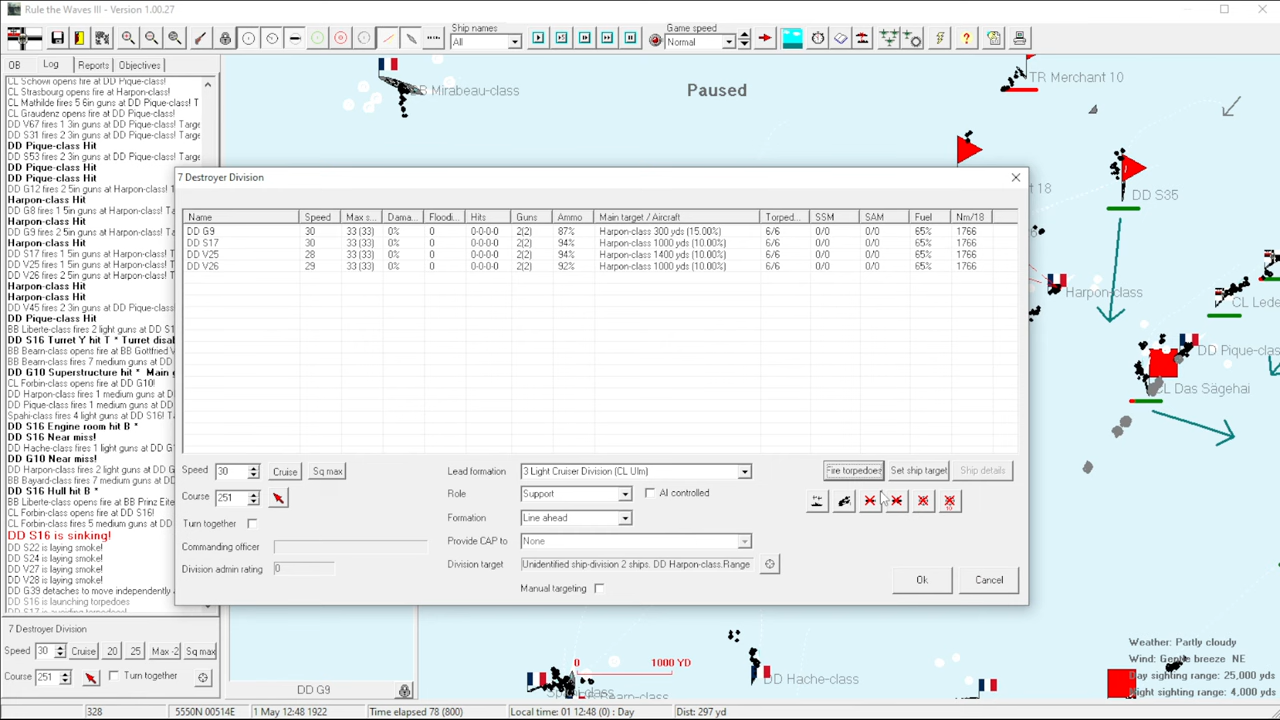 Rule the Waves III - Version 1.00.27
Ship names
All
Game speed
Normal
OB Log Reports Objectives
CL Schowi opens fire at DD Pique-class!
CL Strasbourg opens fire at Harpon-class!
CL Mathilde fires 5 6in guns at DD Pique-class! T
CL Graudenz opens fire at DD Pique-class!
DD V67 fires 1 3in guns at DD Pique-class! Targe
DD S31 fires 2 3in guns at DD Pique-class! Targe
DD Pique-class Hit
DD S53 fires 2 3in guns at DD Pique-class! Targe
DD Pique-class Hit
DD Pique-class Hit
DD G12 fires 2 5in guns at Harpon-class!
Harpon-class Hit
DD G8 fires 1 5in guns at Harpon-class!
Harpon-class Hit
DD G9 fires 2 5in guns at Harpon-class!
Harpon-class Hit
DD S17 fires 1 5in guns at Harpon-class!
DD V25 fires 1 5in guns at Harpon-class!
DD V26 fires 2 5in guns at Harpon-class!
Harpon-class Hit
Harpon-class Hit
DD V45 fires 2 3in guns at DD Pique-class!
DD Pique-class Hit
BB Liberte-class fires 2 light guns at DD S1
DD S16 Turret Y hit T * Turret disal
BB Bearn-class opens fire at BB Gottfried
BB Bearn-class fires 7 medium guns at DD
DD G10 Superstructure hit * Main
CL Forbin-class opens fire at DD G10!
DD Harpon-class fires 1 medium guns at D
DD Pique-class fires 1 medium guns at DD
Spahi-class fires 4 light guns at DD S16!
DD S16 Engine room hit B *
DD S16 Near miss!
DD Hache-class fires 1 light guns at DD G
DD G10 Near miss!
DD Harpon-class fires 2 light guns at DD
BB Bayard-class fires 7 medium guns at DD
DD S16 Hull hit B *
BB Liberte-class opens fire at BB Prinz Eite
CL Forbin-class opens fire at DD S16!
CL Forbin-class fires 5 medium guns at DD
DD S16 is sinking!
DD S22 is laying smoke!
DD S24 is laying smoke!
DD V27 is laying smoke!
DD V28 is laying smoke!
DD G39 detaches to move independently
DD S16 is launching torpedoes
DD S17 is avoiding torpedoes!
7 Destroyer Division
Speed 30 Cruise 20 25 Max -2 Sq max
Course 251 Turn together
Mirabeau-class
Paused
TR Merchant 10
18
DD S35
Harpon-class
CL Lede
DD Pique-class
CL Das Sägehai
7 Destroyer Division
Name Speed Max s... Dama... Floodi... Hits Guns Ammo Main target / Aircraft Torped... SSM SAM Fuel Nm/18
DD G9 30 33 (33) 0% 0 0-0-0-0 2(2) 87% Harpon-class 300 yds (15.00%) 6/6 0/0 0/0 65% 1766
DD S17 30 33 (33) 0% 0 0-0-0-0 2(2) 94% Harpon-class 1000 yds (10.00%) 6/6 0/0 0/0 65% 1766
DD V25 28 33 (33) 0% 0 0-0-0-0 2(2) 94% Harpon-class 1400 yds (10.00%) 6/6 0/0 0/0 65% 1766
DD V26 29 33 (33) 0% 0 0-0-0-0 2(2) 92% Harpon-class 1000 yds (10.00%) 6/6 0/0 0/0 65% 1766
Speed 30 Cruise Sq max
Course 251
Turn together
Commanding officer
Division admin rating 0
Lead formation 3 Light Cruiser Division (CL Ulm)
Role Support AI controlled
Formation Line ahead
Provide CAP to None
Division target Unidentified ship-division 2 ships. DD Harpon-class.Range
Manual targeting
Fire torpedoes Set ship target Ship details
Ok Cancel
0 1000 YD
Spahi-class
Bearn-class
DD Hache-class
DD G9
Weather: Partly cloudy
Wind: Gentle breeze NE
Day sighting range: 25,000 yds
Night sighting range: 4,000 yds
328 5550N 00514E 1 May 12:48 1922 Time elapsed 78 (800) Local time: 01 12:48 (0) : Day Dist: 297 yd